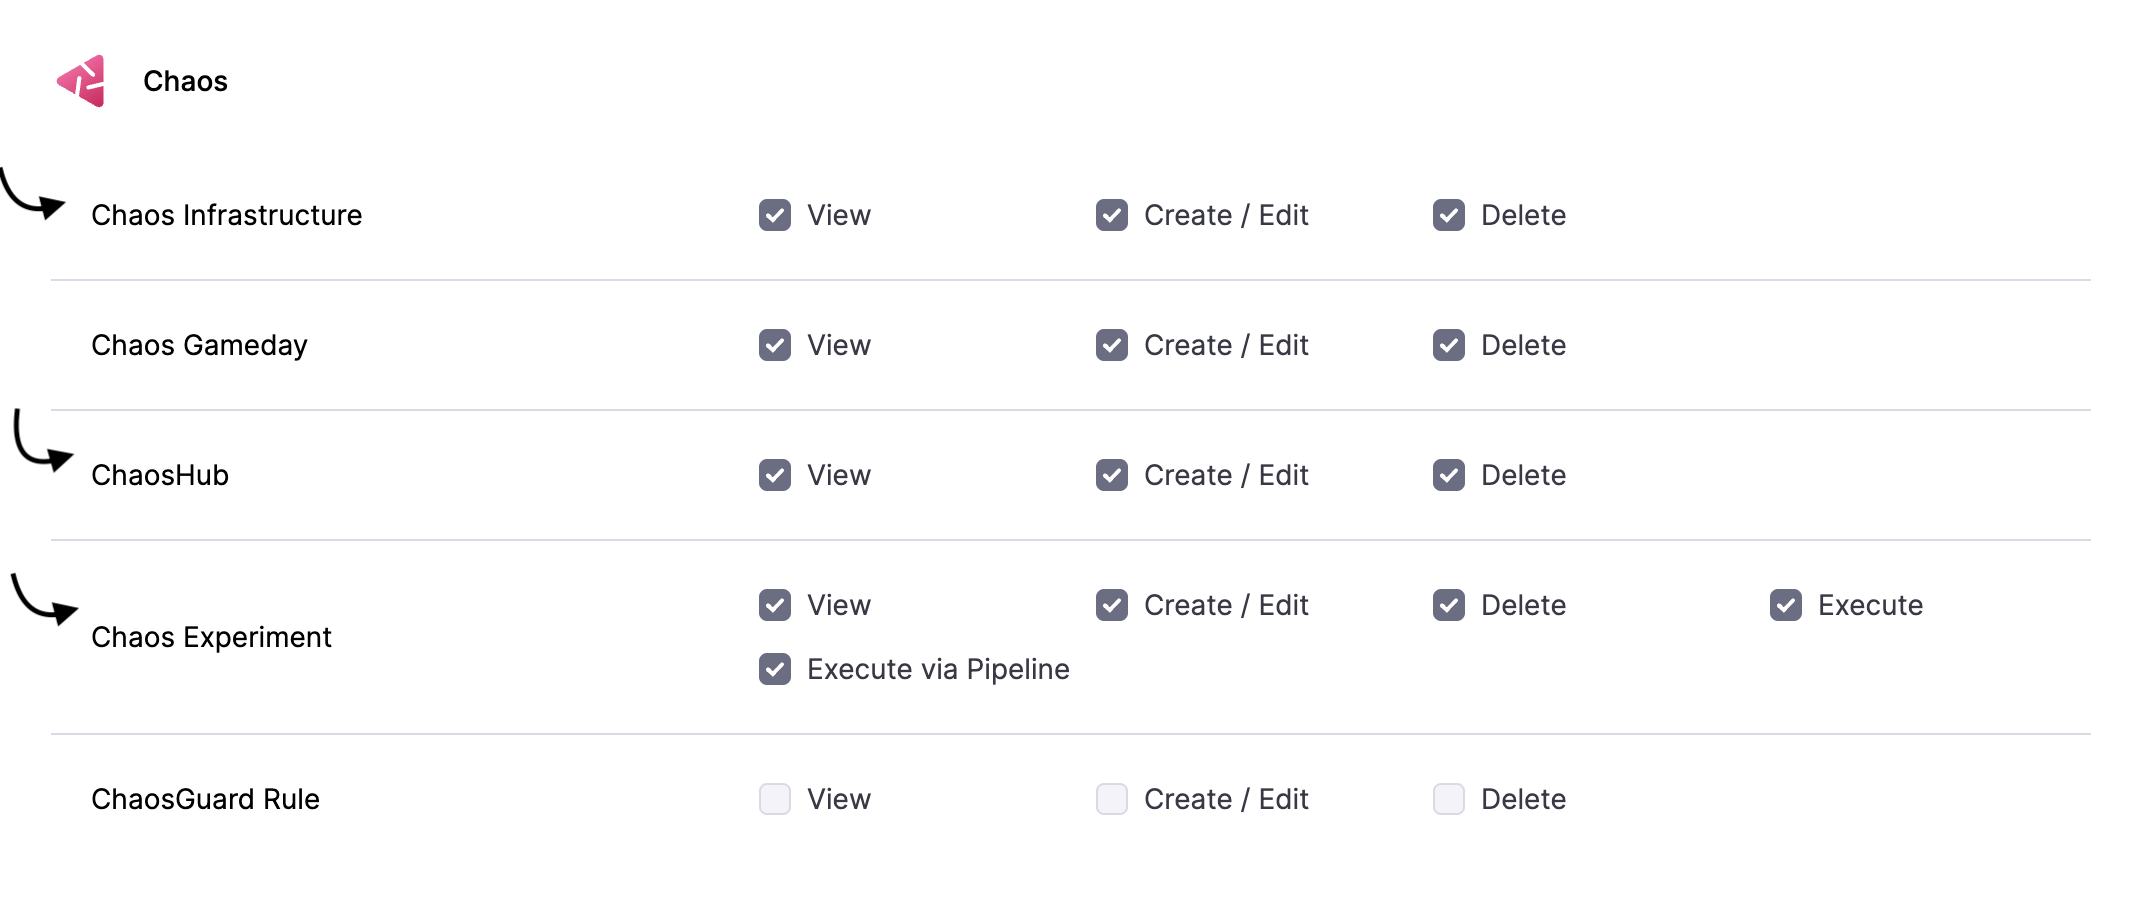 Chaos
Chaos Infrastructure View Create / Edit Delete
Chaos Gameday View Create / Edit Delete
ChaosHub View Create / Edit Delete
Chaos Experiment View Create / Edit Delete Execute
Execute via Pipeline
ChaosGuard Rule View Create / Edit Delete